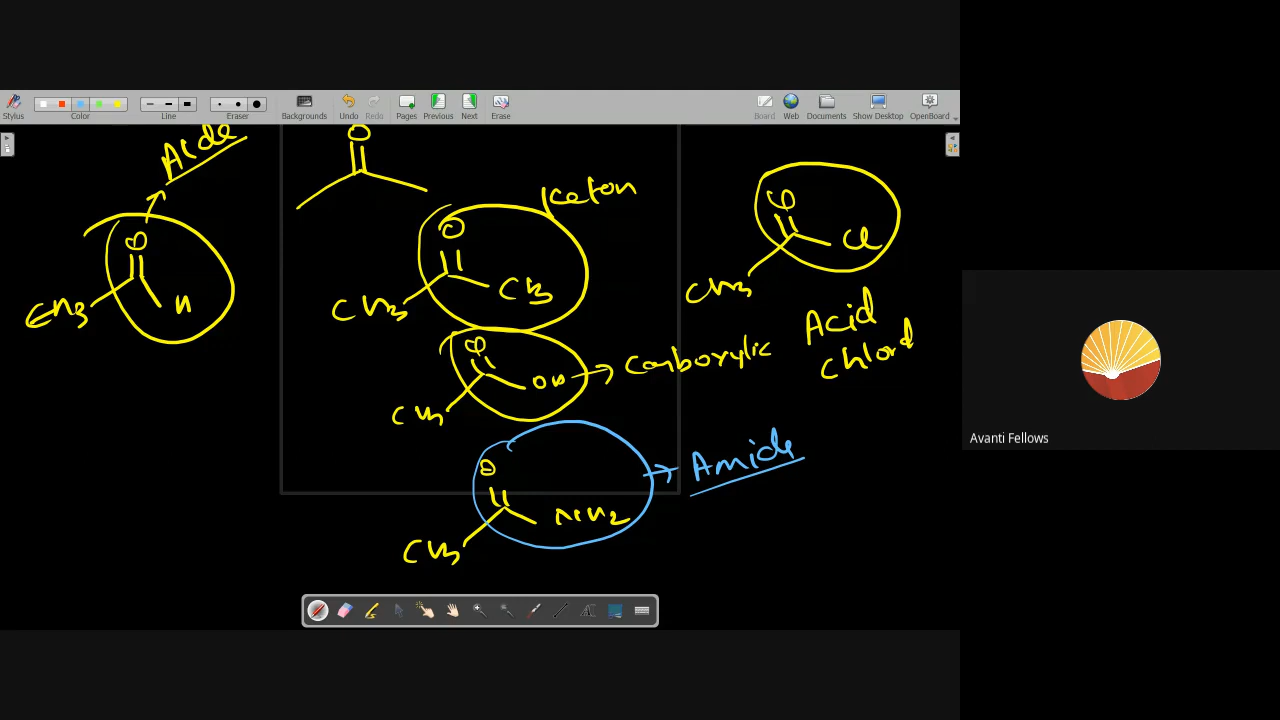 Stylus
Color
Line
Eraser
Backgrounds
Undo
Redo
Pages
Previous
Next
Erase
Board
Web
Documents
Show Desktop
OpenBoard
Alde
O
CH3
H
O
O
CH3
CH3
Keton
O
CH3
Cl
Acid
Chlord
O
CH3
OH
Carboxylic
O
CH3
NH2
Amide
Avanti Fellows